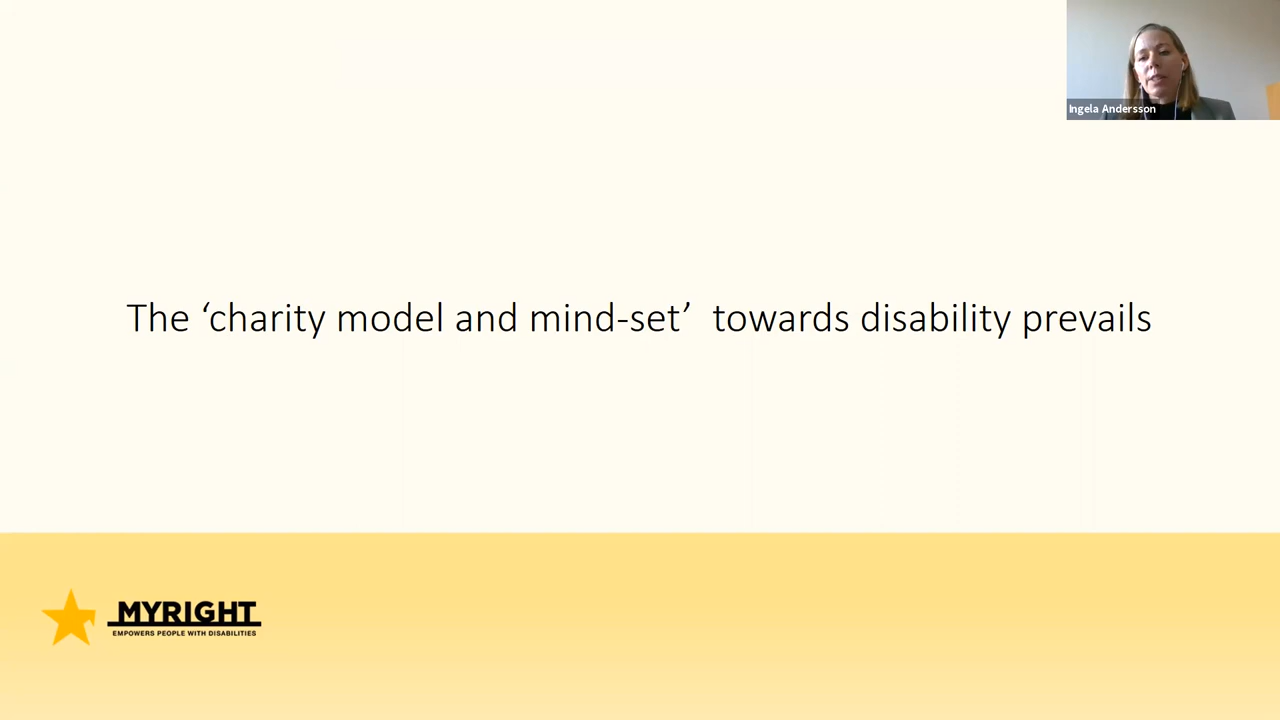 Ingela Andersson
The ‘charity model and mind-set’  towards disability prevails
MYRIGHT
EMPOWERS PEOPLE WITH DISABILITIES